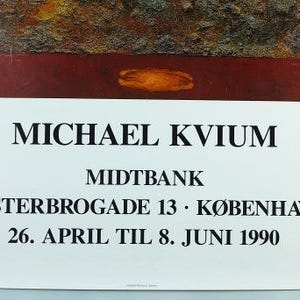 MICHAEL KVIUM
MIDTBANK
STERBROGADE 13 · KØBENHA
26. APRIL TIL 8. JUNI 1990